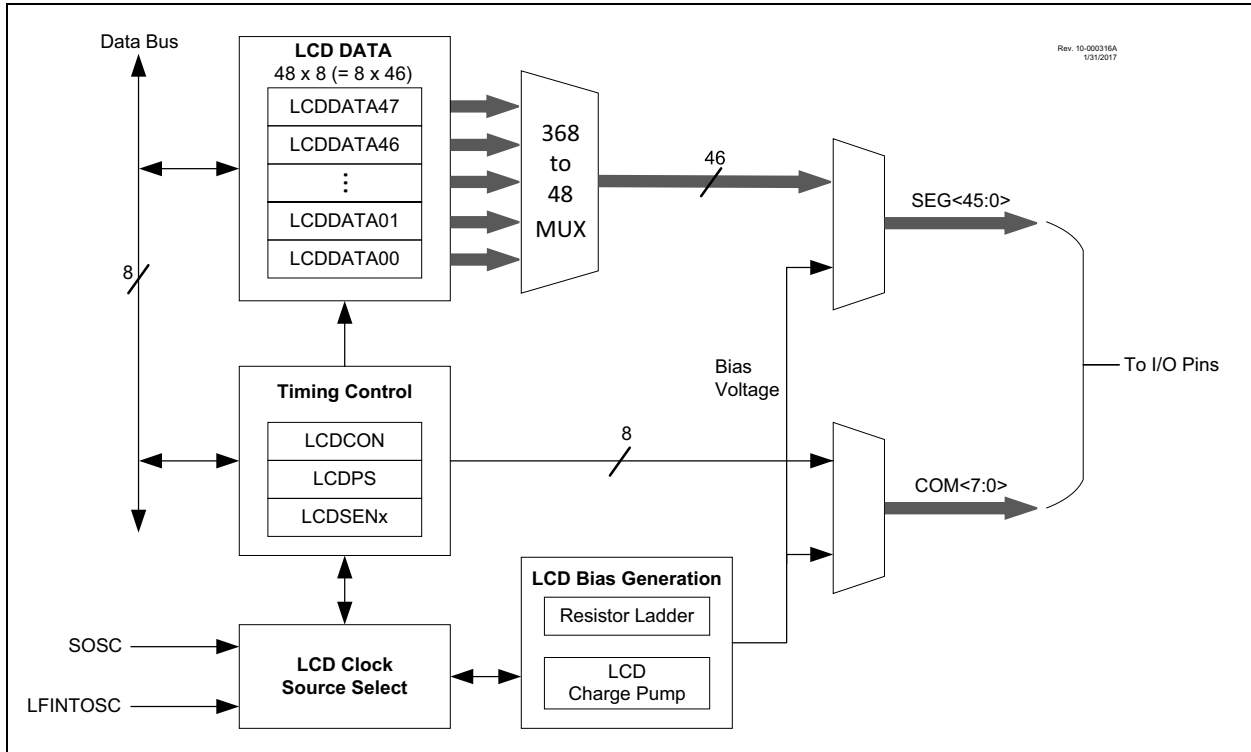 Data Bus
Rev. 10-000316A
1/31/2017
LCD DATA
48 x 8 (= 8 x 46)
LCDDATA47
LCDDATA46
⋮
LCDDATA01
LCDDATA00
368
to
48
MUX
46
SEG<45:0>
8
Timing Control
LCDCON
LCDPS
LCDSENx
8
Bias
Voltage
To I/O Pins
COM<7:0>
LCD Bias Generation
Resistor Ladder
LCD
Charge Pump
SOSC
LFINTOSC
LCD Clock
Source Select